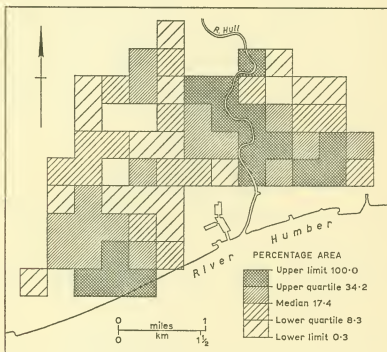 R. Hull
River Humber
PERCENTAGE AREA
Upper limit 100·0
Upper quartile 34·2
Median 17·4
Lower quartile 8·3
Lower limit 0·3
0 miles 1
0 km 1½